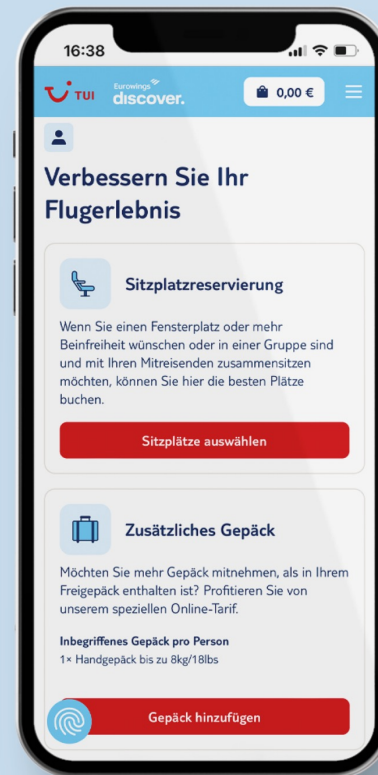 16:38
TUI
Eurowings
discover.
0,00 €
Verbessern Sie Ihr
Flugerlebnis
Sitzplatzreservierung
Wenn Sie einen Fensterplatz oder mehr
Beinfreiheit wünschen oder in einer Gruppe sind
und mit Ihren Mitreisenden zusammensitzen
möchten, können Sie hier die besten Plätze
buchen.
Sitzplätze auswählen
Zusätzliches Gepäck
Möchten Sie mehr Gepäck mitnehmen, als in Ihrem
Freigepäck enthalten ist? Profitieren Sie von
unserem speziellen Online-Tarif.
Inbegriffenes Gepäck pro Person
1× Handgepäck bis zu 8kg/18lbs
Gepäck hinzufügen